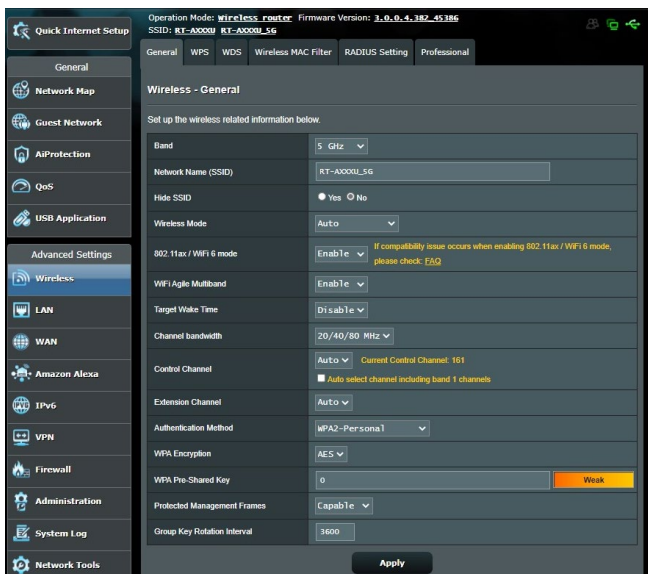 Quick Internet Setup
General
Network Map
Guest Network
AiProtection
QoS
USB Application
Advanced Settings
Wireless
LAN
WAN
Amazon Alexa
IPv6
VPN
Firewall
Administration
System Log
Network Tools
Operation Mode: Wireless router Firmware Version: 3.0.0.4.382_45386
SSID: RT-AXXXU RT-AXXXU_5G
General WPS WDS Wireless MAC Filter RADIUS Setting Professional
Wireless - General
Set up the wireless related information below.
Band 5 GHz
Network Name (SSID) RT-AXXXU_5G
Hide SSID Yes No
Wireless Mode Auto
802.11ax / WiFi 6 mode Enable If compatibility issue occurs when enabling 802.11ax / WiFi 6 mode,
please check: FAQ
WiFi Agile Multiband Enable
Target Wake Time Disable
Channel bandwidth 20/40/80 MHz
Control Channel Auto Current Control Channel: 161
Auto select channel including band 1 channels
Extension Channel Auto
Authentication Method WPA2-Personal
WPA Encryption AES
WPA Pre-Shared Key 0 Weak
Protected Management Frames Capable
Group Key Rotation Interval 3600
Apply